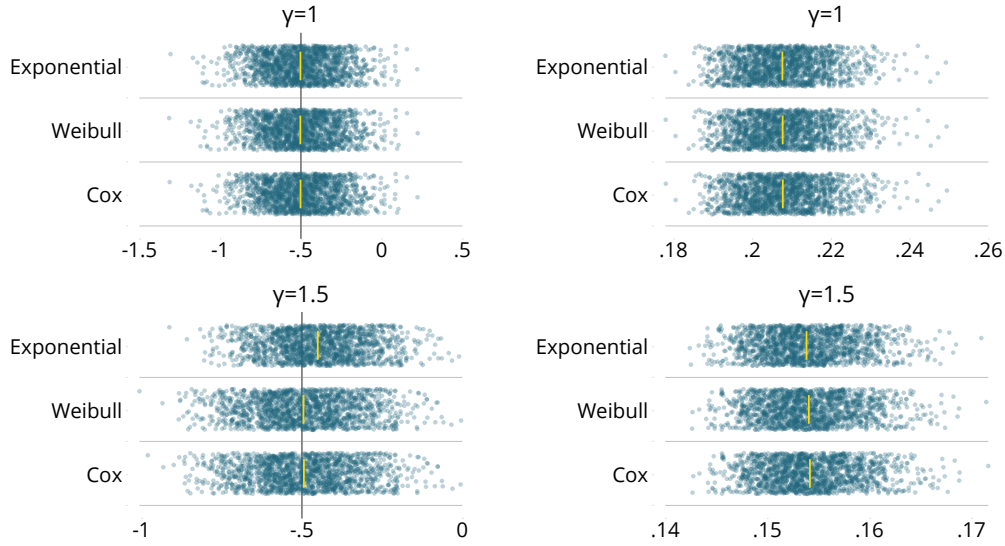 γ=1
Exponential
Weibull
Cox
-1.5 -1 -.5 0 .5
γ=1
Exponential
Weibull
Cox
.18 .2 .22 .24 .26
γ=1.5
Exponential
Weibull
Cox
-1 -.5 0
γ=1.5
Exponential
Weibull
Cox
.14 .15 .16 .17